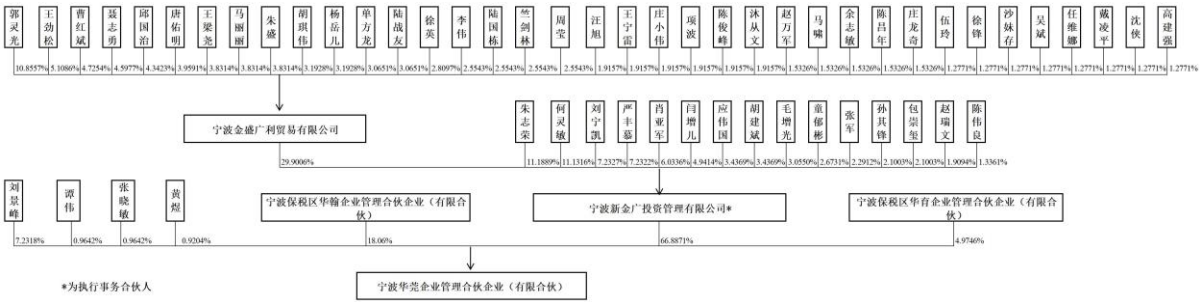 郭灵光
王劲松
曹红斌
聂志勇
邱国治
唐佑明
王梁尧
马丽丽
朱盛
胡琪伟
杨岳儿
单方龙
陆战友
徐英
李伟
陆国栋
竺剑林
周莹
汪旭
王宁雷
庄小伟
项波
陈俊峰
沐从文
赵万军
马啸
余志敏
陈吕年
庄龙奇
伍玲
徐锋
沙妹存
吴斌
任维娜
戴凌平
沈侠
高建强
10.8557% 5.1086% 4.7254% 4.5977% 4.3423% 3.9591% 3.8314% 3.8314% 3.8314% 3.1928% 3.1928% 3.0651% 3.0651% 2.8097% 2.5543% 2.5543% 2.5543% 2.5543% 1.9157% 1.9157% 1.9157% 1.9157% 1.9157% 1.9157% 1.5326% 1.5326% 1.5326% 1.5326% 1.5326% 1.2771% 1.2771% 1.2771% 1.2771% 1.2771% 1.2771% 1.2771% 1.2771%
宁波金盛广利贸易有限公司
朱志荣
何灵敏
刘宁凯
严丰慕
肖亚军
闫增儿
应伟国
胡建斌
毛增光
童郁彬
张军
孙其锋
包崇玺
赵瑞文
陈伟良
29.9006% 11.1889% 11.1316% 7.2327% 7.2322% 6.0336% 4.9414% 3.4369% 3.4369% 3.0550% 2.6731% 2.2912% 2.1003% 2.1003% 1.9094% 1.3361%
刘景峰
谭伟
张晓敏
黄煜
宁波保税区华翰企业管理合伙企业（有限合
伙）
宁波新金广投资管理有限公司*
宁波保税区华育企业管理合伙企业（有限合
伙）
7.2318% 0.9642% 0.9642% 0.9204% 18.06% 66.8871% 4.9746%
宁波华莞企业管理合伙企业（有限合伙）
*为执行事务合伙人